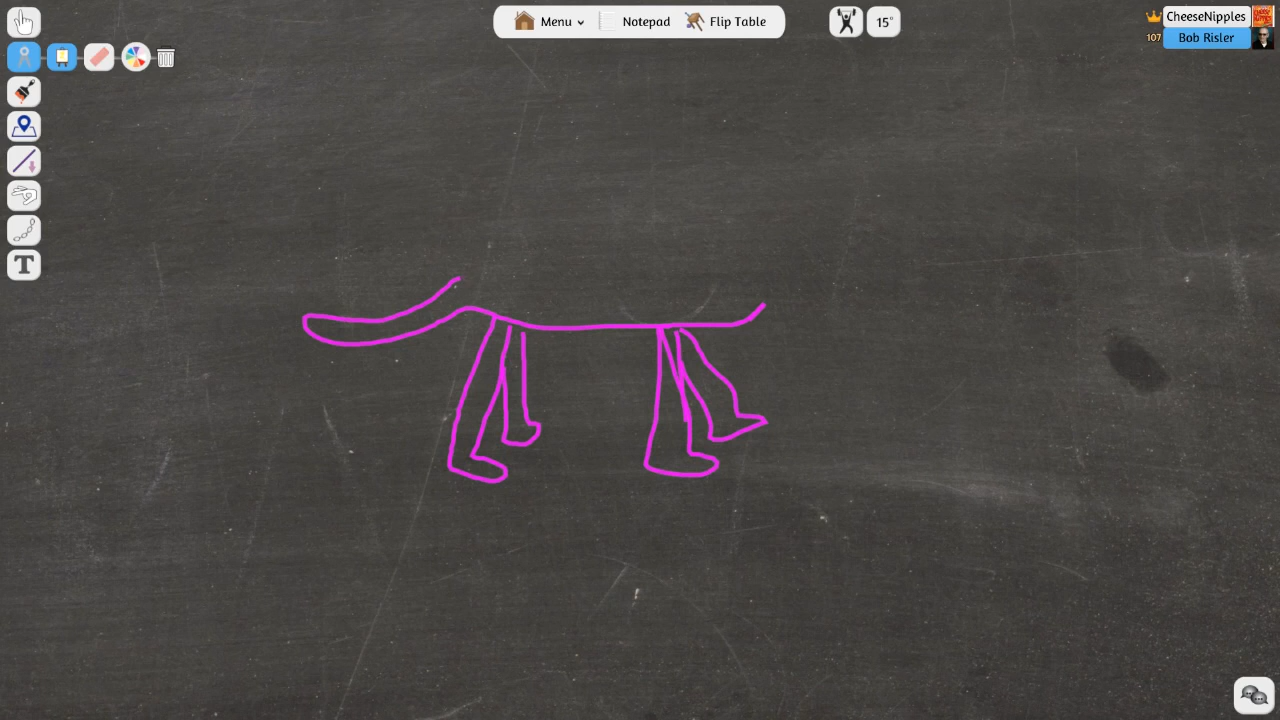 Menu
Notepad
Flip Table
15°
CheeseNipples
107
Bob Risler
T